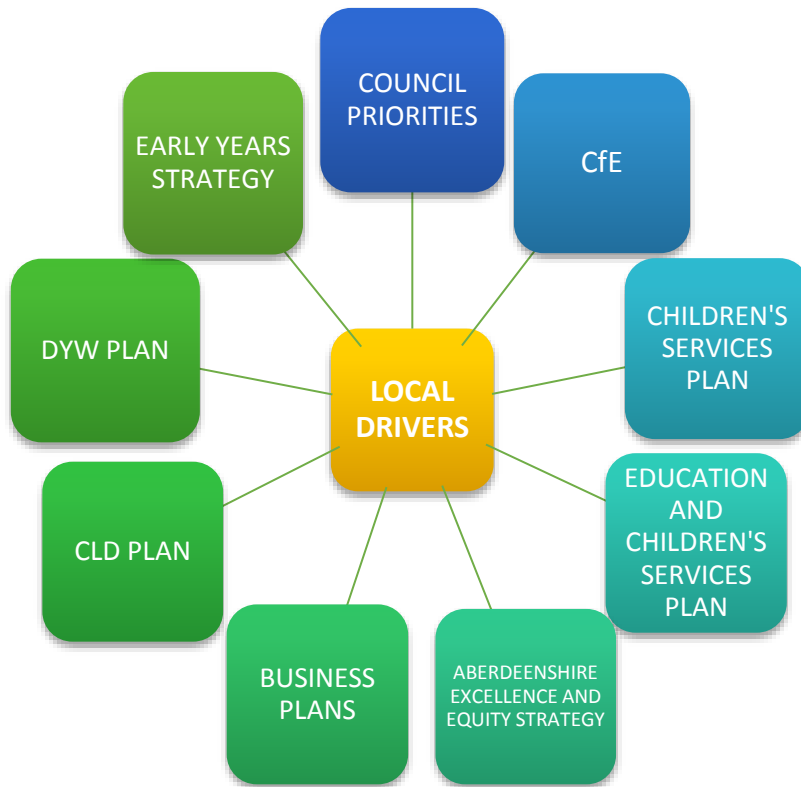 COUNCIL
PRIORITIES
CfE
CHILDREN'S
SERVICES
PLAN
EDUCATION
AND
CHILDREN'S
SERVICES
PLAN
ABERDEENSHIRE
EXCELLENCE AND
EQUITY STRATEGY
BUSINESS
PLANS
CLD PLAN
DYW PLAN
EARLY YEARS
STRATEGY
LOCAL
DRIVERS